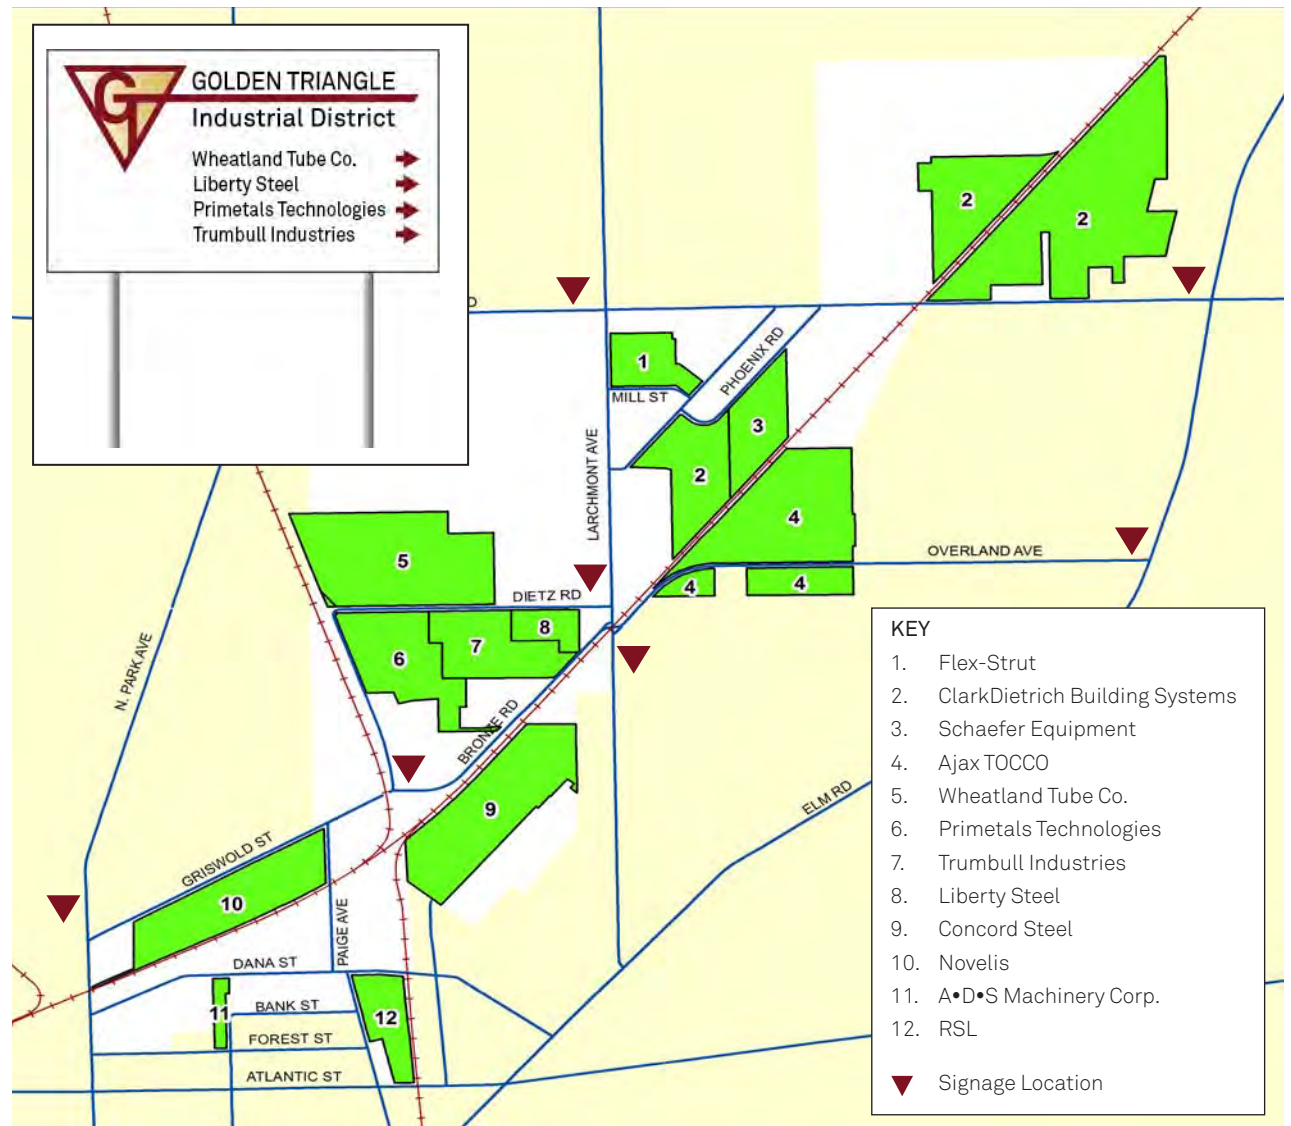 GT
GOLDEN TRIANGLE
Industrial District
Wheatland Tube Co.
Liberty Steel
Primetals Technologies
Trumbull Industries
D
2
2
1
MILL ST
PHOENIX RD
3
2
LARCHMONT AVE
4
OVERLAND AVE
4
4
5
DIETZ RD
8
7
6
N. PARK AVE
BRONZE RD
9
ELM RD
GRISWOLD ST
10
PAIGE AVE
DANA ST
11
BANK ST
12
FOREST ST
ATLANTIC ST
KEY
1. Flex-Strut
2. ClarkDietrich Building Systems
3. Schaefer Equipment
4. Ajax TOCCO
5. Wheatland Tube Co.
6. Primetals Technologies
7. Trumbull Industries
8. Liberty Steel
9. Concord Steel
10. Novelis
11. A•D•S Machinery Corp.
12. RSL
Signage Location